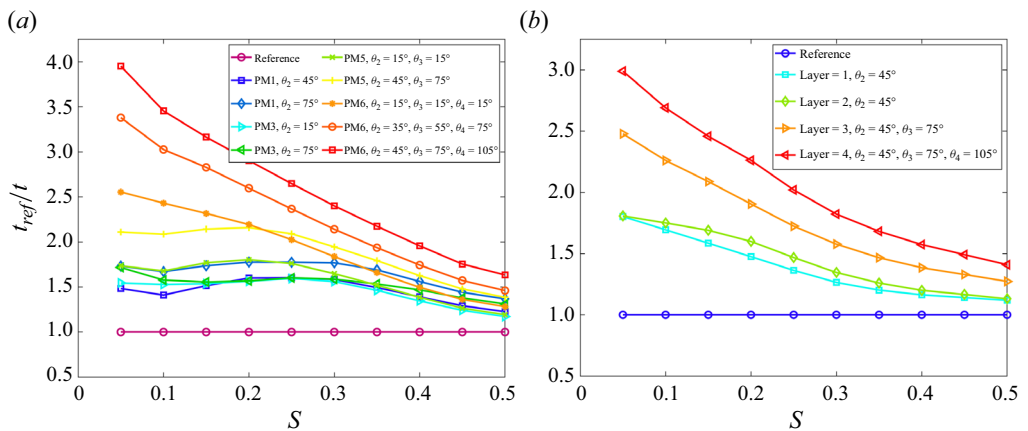 (a)
4.0
3.5
3.0
2.5
2.0
1.5
1.0
0.5
t_ref/t
0.1
0.2
0.3
0.4
0.5
S
Reference
PM1, θ2 = 45°
PM1, θ2 = 75°
PM3, θ2 = 15°
PM3, θ2 = 75°
PM5, θ2 = 15°, θ3 = 15°
PM5, θ2 = 45°, θ3 = 75°
PM6, θ2 = 15°, θ3 = 15°, θ4 = 15°
PM6, θ2 = 35°, θ3 = 55°, θ4 = 75°
PM6, θ2 = 45°, θ3 = 75°, θ4 = 105°
(b)
3.0
2.5
2.0
1.5
1.0
0.5
0
0.1
0.2
0.3
0.4
0.5
S
Reference
Layer = 1, θ2 = 45°
Layer = 2, θ2 = 45°
Layer = 3, θ2 = 45°, θ3 = 75°
Layer = 4, θ2 = 45°, θ3 = 75°, θ4 = 105°